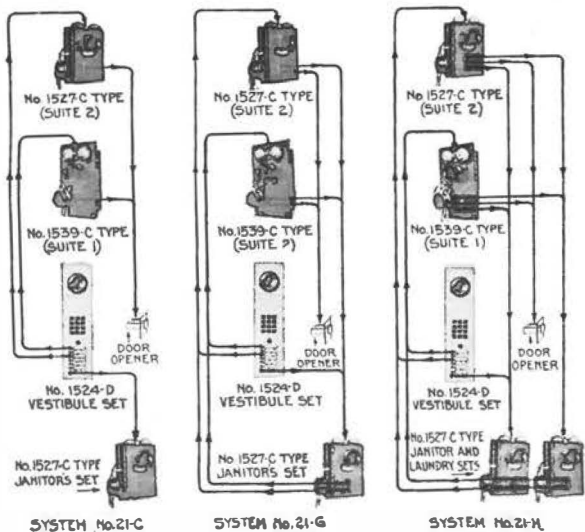 No. 1527-C TYPE
(SUITE 2)
No. 1539-C TYPE
(SUITE 1)
DOOR
OPENER
No. 1524-D
VESTIBULE SET
No. 1527-C TYPE
JANITOR'S SET
SYSTEM No. 21-C
No. 1527-C TYPE
(SUITE 2)
No. 1539-C TYPE
(SUITE ?)
DOOR
OPENER
No. 1524-D
VESTIBULE SET
No. 1527-C TYPE
JANITOR'S SET
SYSTEM No. 21-G
No. 1527-C TYPE
(SUITE 2)
No. 1539-C TYPE
(SUITE 1)
DOOR
OPENER
No. 1524-D
VESTIBULE SET
No. 1527 C TYPE
JANITOR AND
LAUNDRY SETS
SYSTEM No. 21-H